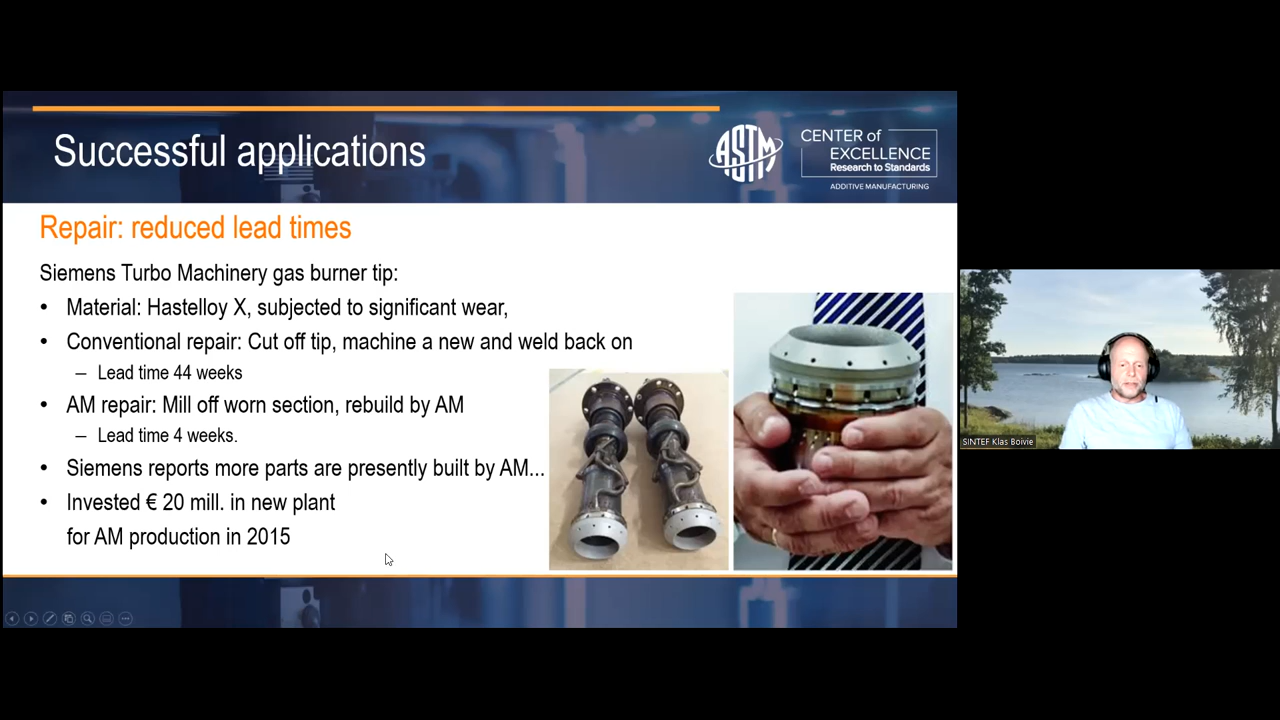 Successful applications
ASTM
CENTER of
EXCELLENCE
Research to Standards
ADDITIVE MANUFACTURING
Repair: reduced lead times
Siemens Turbo Machinery gas burner tip:
• Material: Hastelloy X, subjected to significant wear,
• Conventional repair: Cut off tip, machine a new and weld back on
– Lead time 44 weeks
• AM repair: Mill off worn section, rebuild by AM
– Lead time 4 weeks.
• Siemens reports more parts are presently built by AM...
• Invested € 20 mill. in new plant
for AM production in 2015
SINTEF Klas Boivie